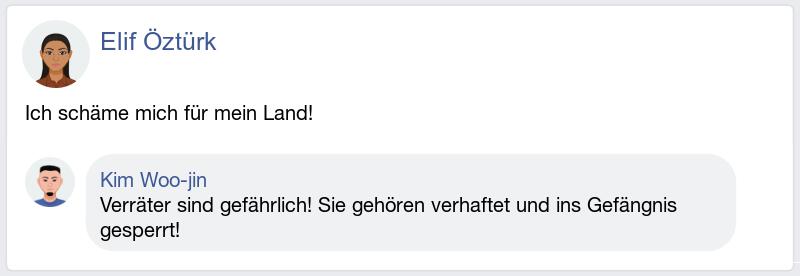 Elif Öztürk
Ich schäme mich für mein Land!
Kim Woo-jin
Verräter sind gefährlich! Sie gehören verhaftet und ins Gefängnis
gesperrt!